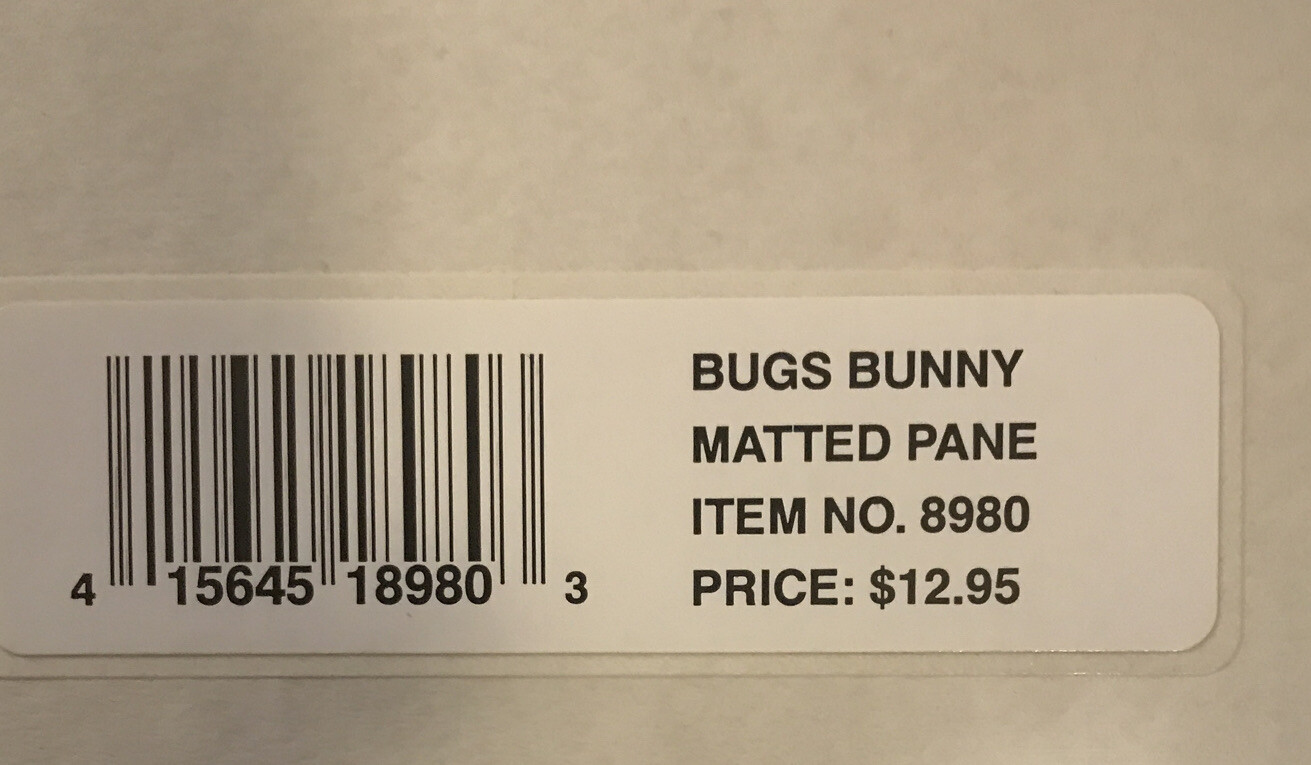 BUGS BUNNY
MATTED PANE
ITEM NO. 8980
PRICE: $12.95
4 15645 18980 3